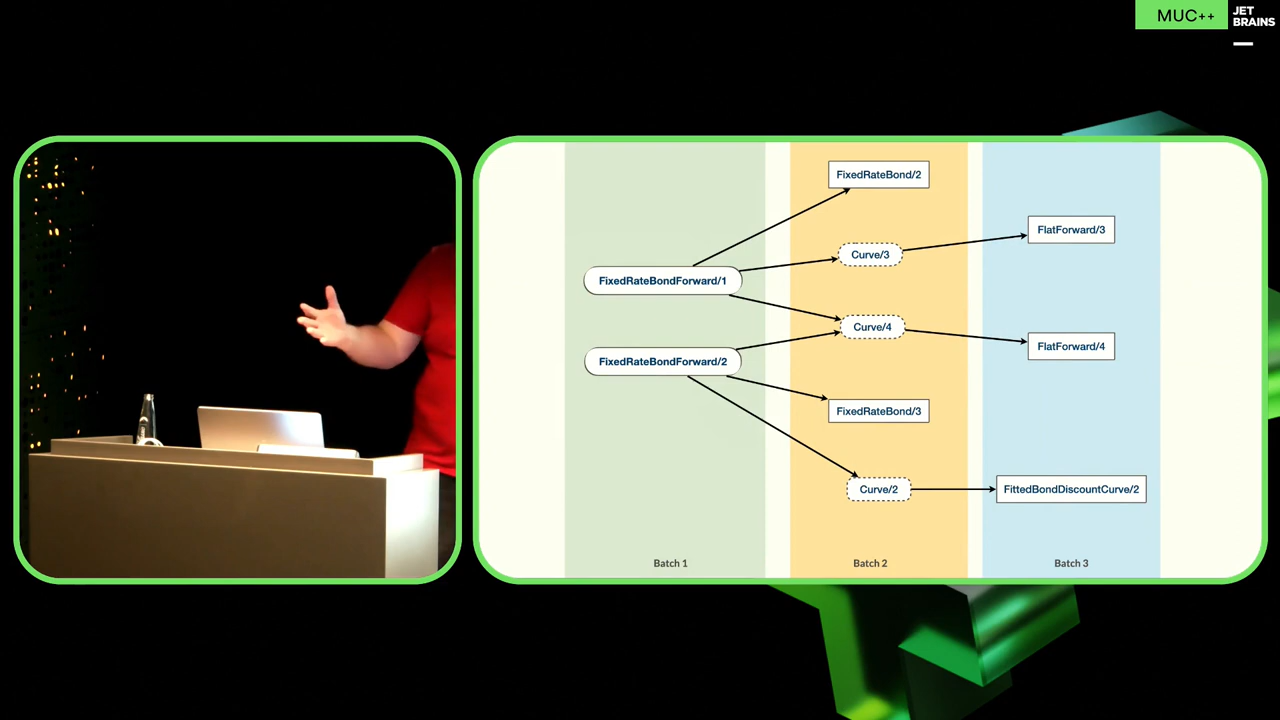 MUC++
JET
BRAINS
FixedRateBond/2
FlatForward/3
Curve/3
FixedRateBondForward/1
Curve/4
FlatForward/4
FixedRateBondForward/2
FixedRateBond/3
Curve/2
FittedBondDiscountCurve/2
Batch 1
Batch 2
Batch 3